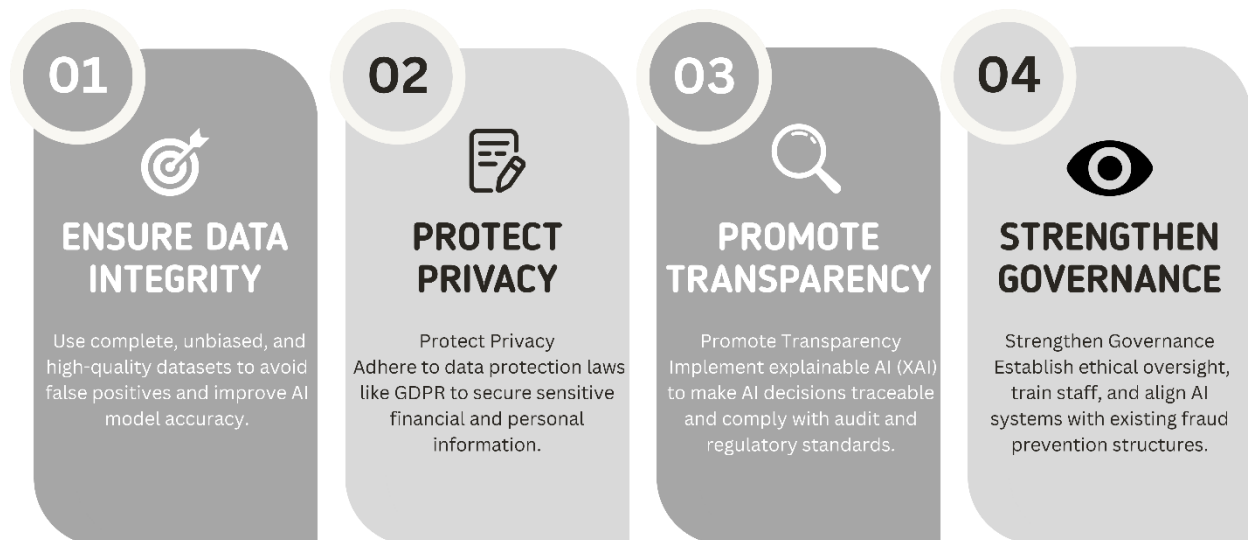 01
ENSURE DATA
INTEGRITY
Use complete, unbiased, and
high-quality datasets to avoid
false positives and improve AI
model accuracy.
02
PROTECT
PRIVACY
Protect Privacy
Adhere to data protection laws
like GDPR to secure sensitive
financial and personal
information.
03
PROMOTE
TRANSPARENCY
Promote Transparency
Implement explainable AI (XAI)
to make AI decisions traceable
and comply with audit and
regulatory standards.
04
STRENGTHEN
GOVERNANCE
Strengthen Governance
Establish ethical oversight,
train staff, and align AI
systems with existing fraud
prevention structures.